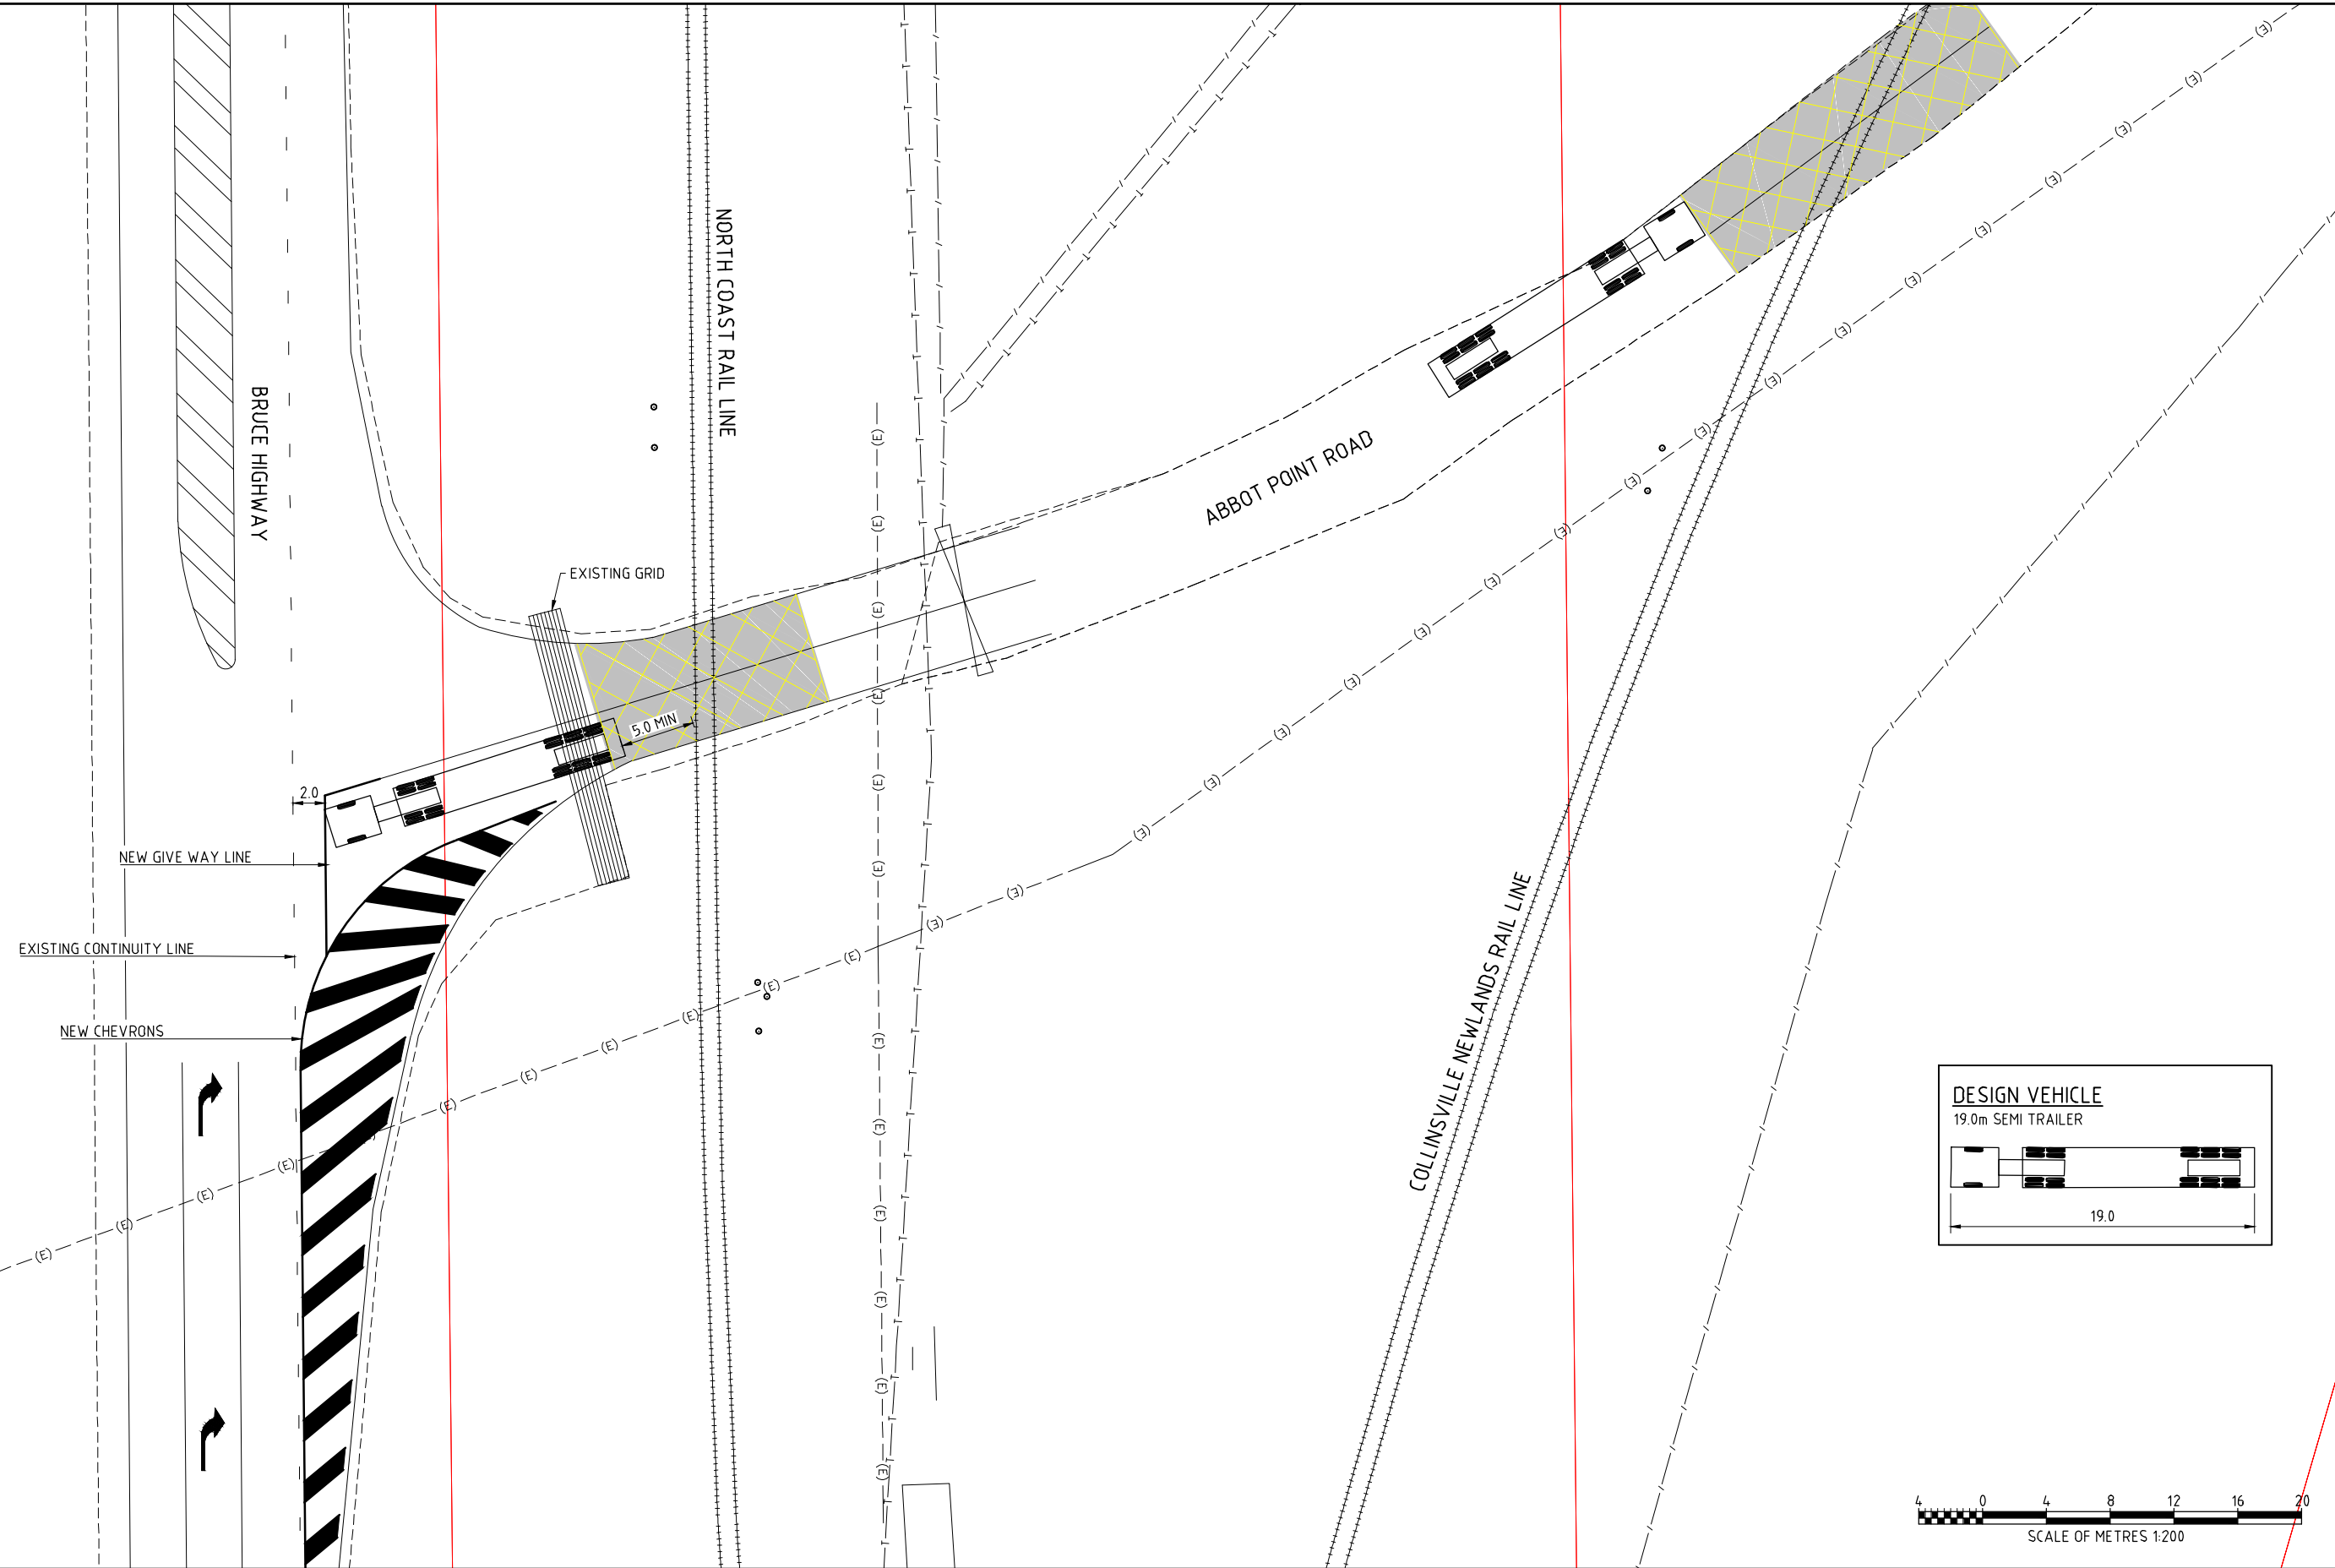 BRUCE HIGHWAY
NORTH COAST RAIL LINE
EXISTING GRID
ABBOT POINT ROAD
5.0 MIN
2.0
NEW GIVE WAY LINE
EXISTING CONTINUITY LINE
NEW CHEVRONS
COLLINSVILLE NEWLANDS RAIL LINE
DESIGN VEHICLE
19.0m SEMI TRAILER
19.0
4 0 4 8 12 16 20
SCALE OF METRES 1:200
(E) (E) (E) (E) (E) (E) (E) (E) (E) (E) (E) (E) (E) (E) (E) (E) (E) (E) (E) (E) (E) (E) (E) (E) (E) (E)
(E) (E) (E) (E) (E) (E) (E) (E) (E) (E) (E) (E)